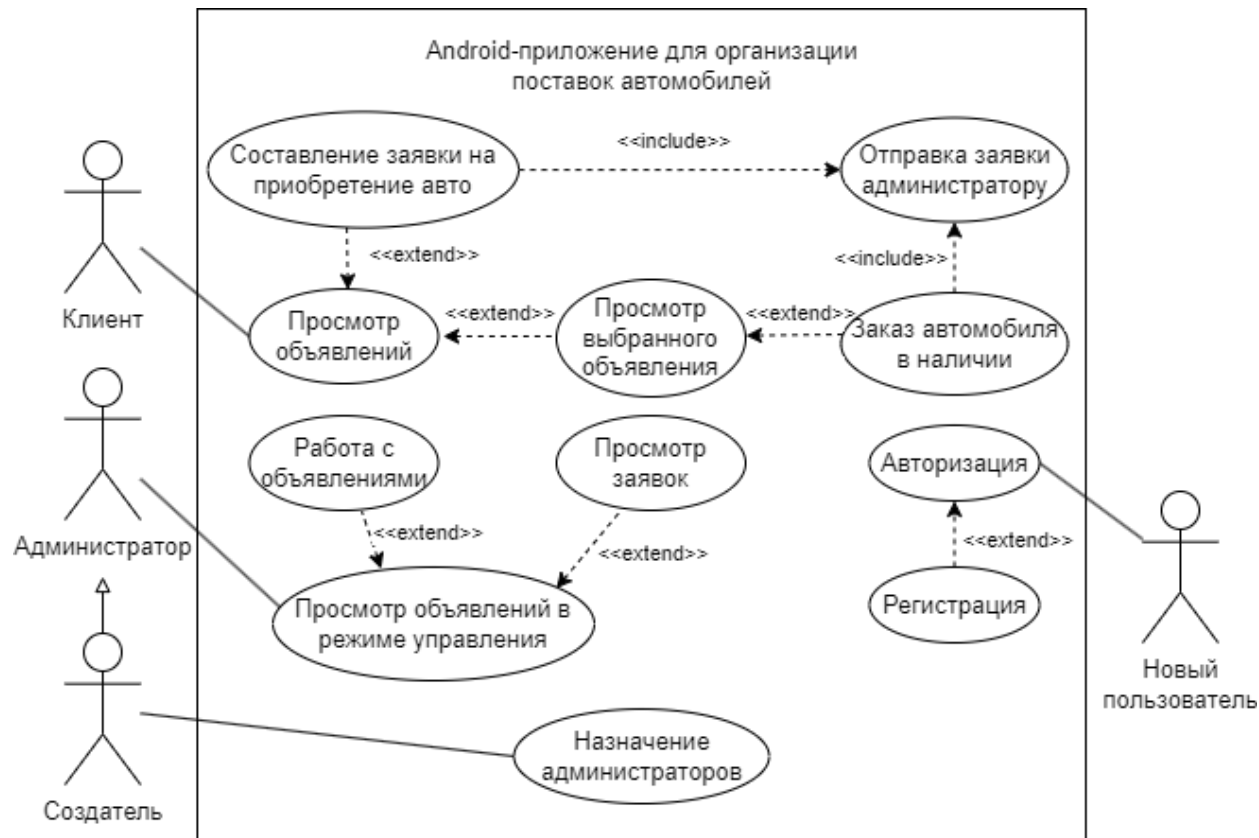 Android-приложение для организации
поставок автомобилей
Составление заявки на
приобретение авто
<<include>>
Отправка заявки
администратору
<<extend>>
<<include>>
Клиент
Просмотр
объявлений
<<extend>>
Просмотр
выбранного
объявления
<<extend>>
Заказ автомобиля
в наличии
Работа с
объявлениями
Просмотр
заявок
Авторизация
<<extend>>
<<extend>>
<<extend>>
Администратор
Просмотр объявлений в
режиме управления
Регистрация
Новый
пользователь
Назначение
администраторов
Создатель